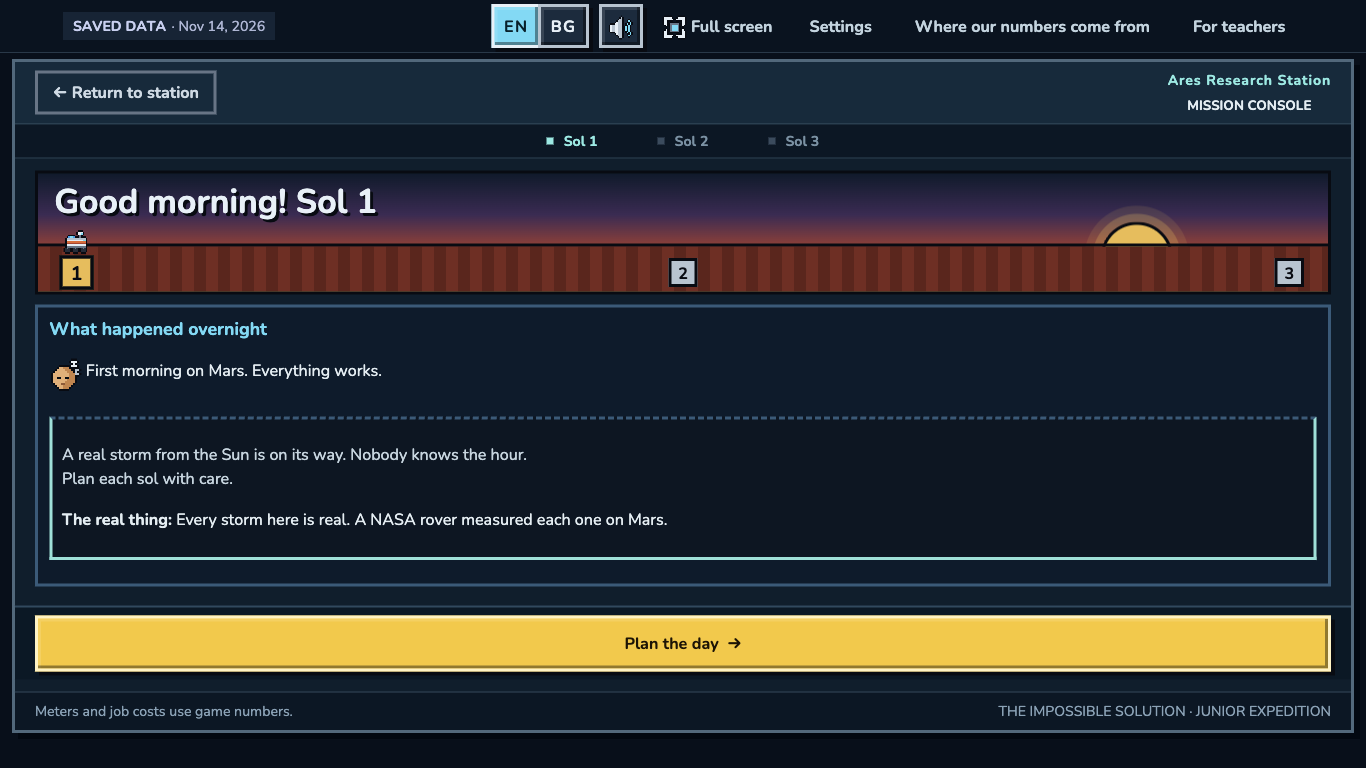 SAVED DATA · Nov 14, 2026
EN
BG
Full screen
Settings
Where our numbers come from
For teachers
← Return to station
Ares Research Station
MISSION CONSOLE
Sol 1
Sol 2
Sol 3
Good morning! Sol 1
1
2
3
What happened overnight
First morning on Mars. Everything works.
A real storm from the Sun is on its way. Nobody knows the hour.
Plan each sol with care.
The real thing: Every storm here is real. A NASA rover measured each one on Mars.
Plan the day →
Meters and job costs use game numbers.
THE IMPOSSIBLE SOLUTION · JUNIOR EXPEDITION